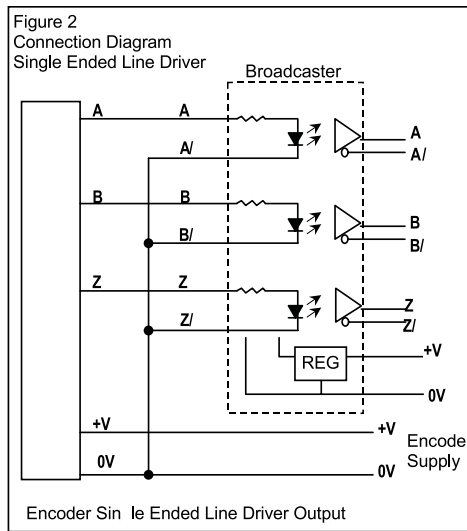 Figure 2
Connection Diagram
Single Ended Line Driver
Broadcaster
A A A
A/ A/
B B B
B/ B/
Z Z Z
Z/ Z/
REG +V
0V
+V +V
Encode
Supply
0V 0V
Encoder Sin le Ended Line Driver Output